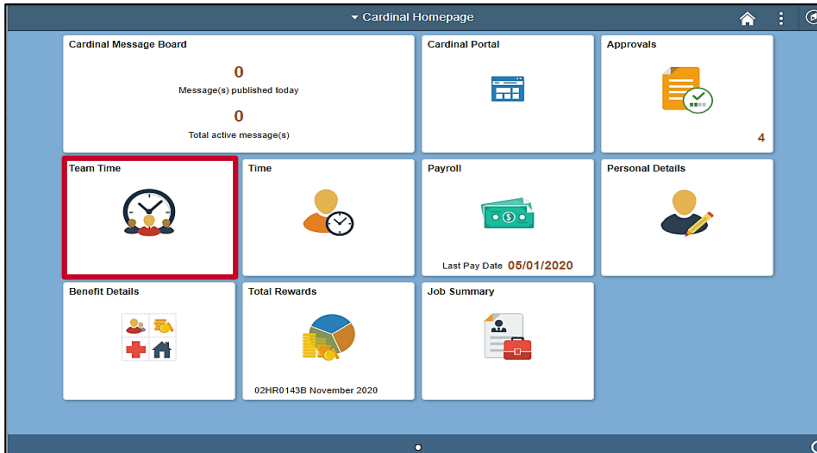 Cardinal Homepage
Cardinal Message Board
0
Message(s) published today
0
Total active message(s)
Cardinal Portal
Approvals
4
Team Time
Time
Payroll
Last Pay Date 05/01/2020
Personal Details
Benefit Details
Total Rewards
02HR0143B November 2020
Job Summary